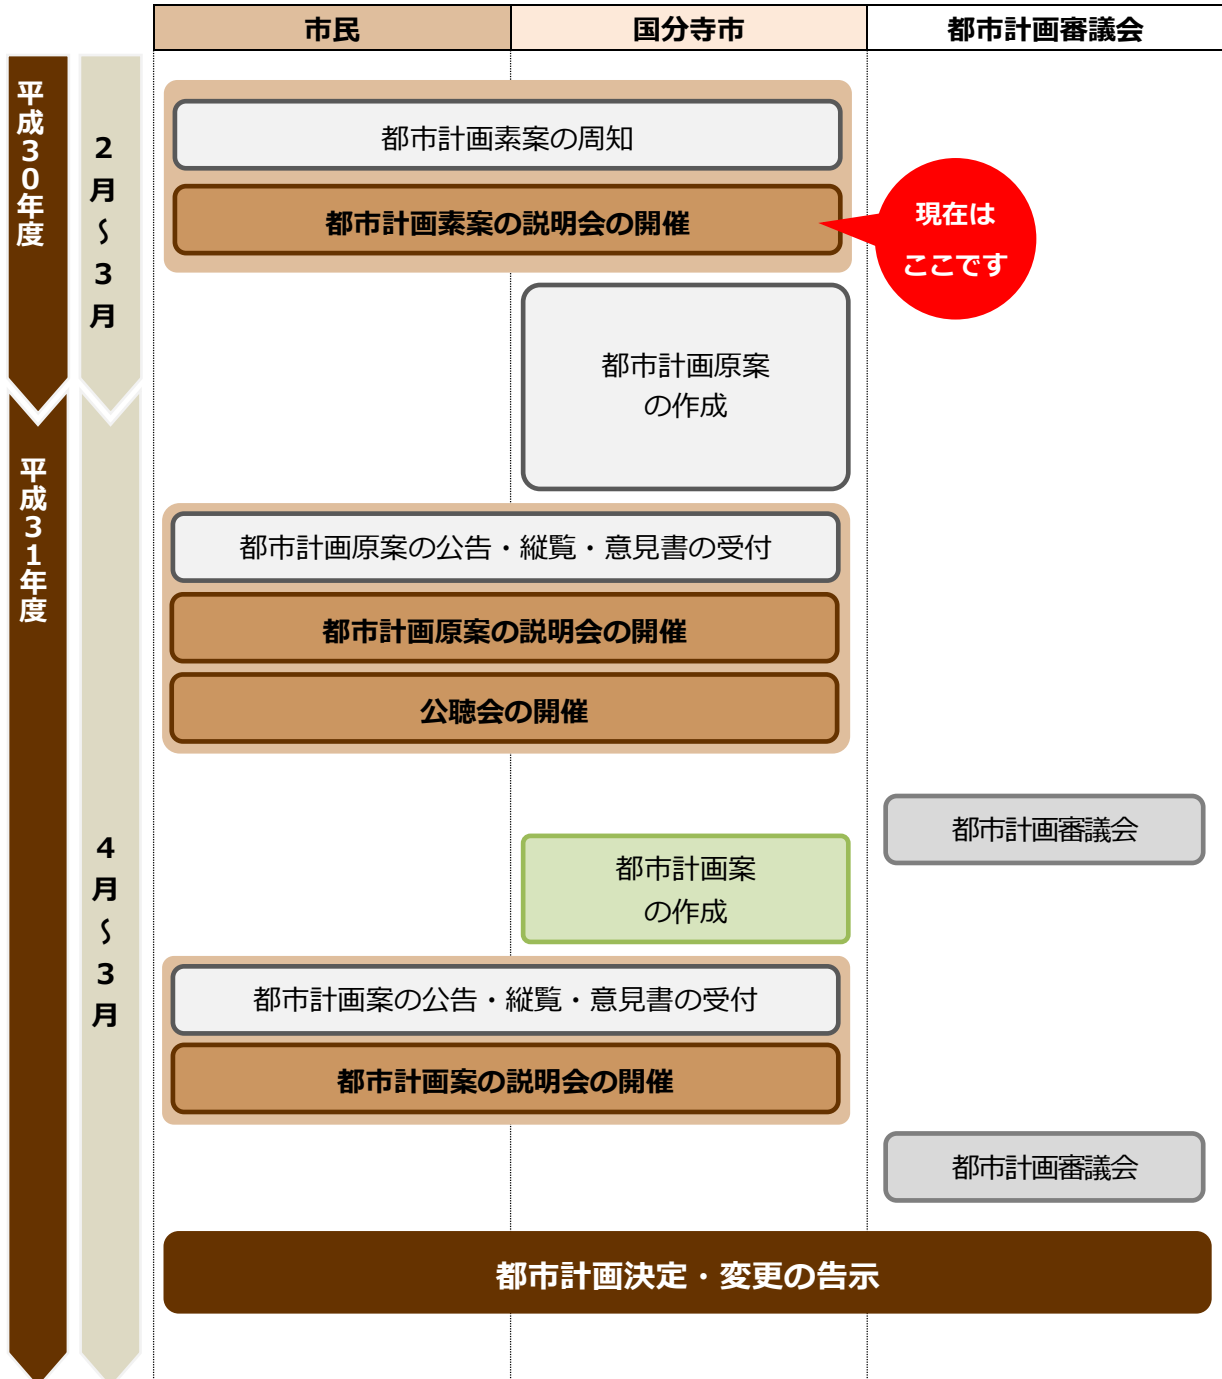 市民
国分寺市
都市計画審議会
平成30年度
2月～3月
都市計画素案の周知
都市計画素案の説明会の開催
現在は
ここです
都市計画原案
の作成
平成31年度
4月～3月
都市計画原案の公告・縦覧・意見書の受付
都市計画原案の説明会の開催
公聴会の開催
都市計画審議会
都市計画案
の作成
都市計画案の公告・縦覧・意見書の受付
都市計画案の説明会の開催
都市計画審議会
都市計画決定・変更の告示